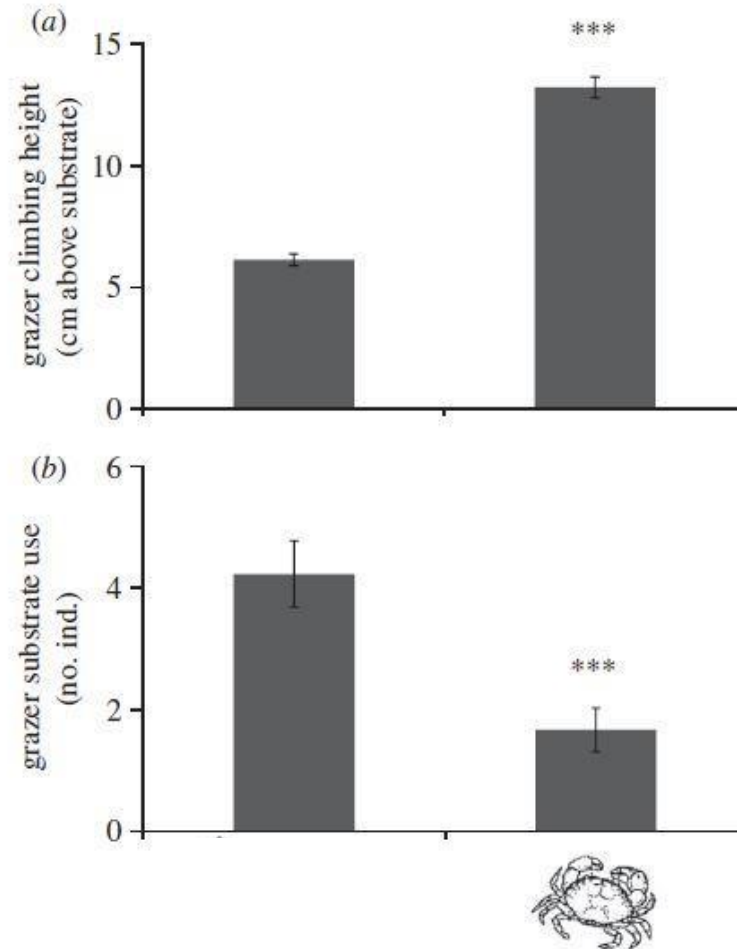 (a)
***
15
10
5
0
grazer climbing height
(cm above substrate)
(b)
6
4
***
2
0
grazer substrate use
(no. ind.)